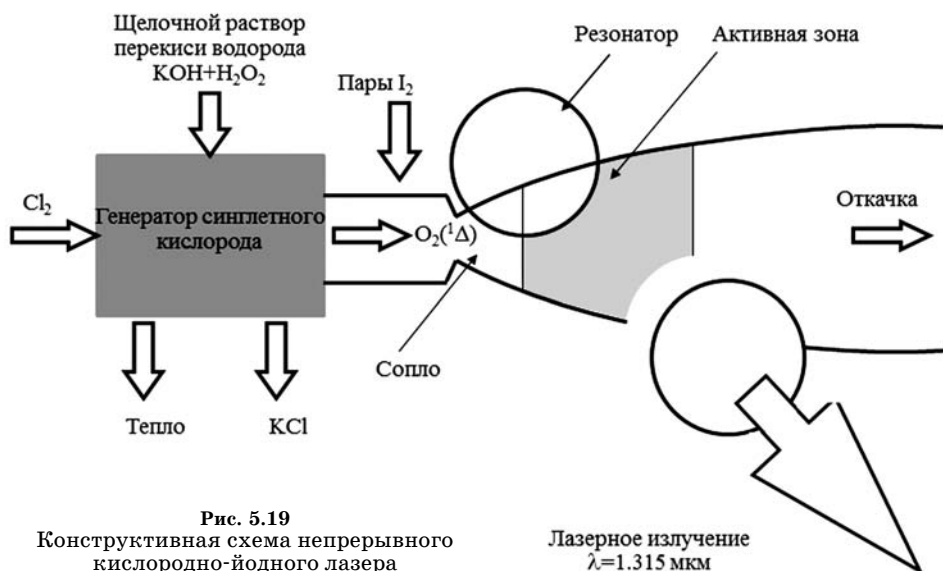 Щелочной раствор
перекиси водорода
KOH+H₂O₂
Пары I₂
Резонатор
Активная зона
Cl₂
Генератор синглетного
кислорода
O₂(¹Δ)
Откачка
Сопло
Тепло
KCl
Рис. 5.19
Конструктивная схема непрерывного
кислородно-йодного лазера
Лазерное излучение
λ=1.315 мкм